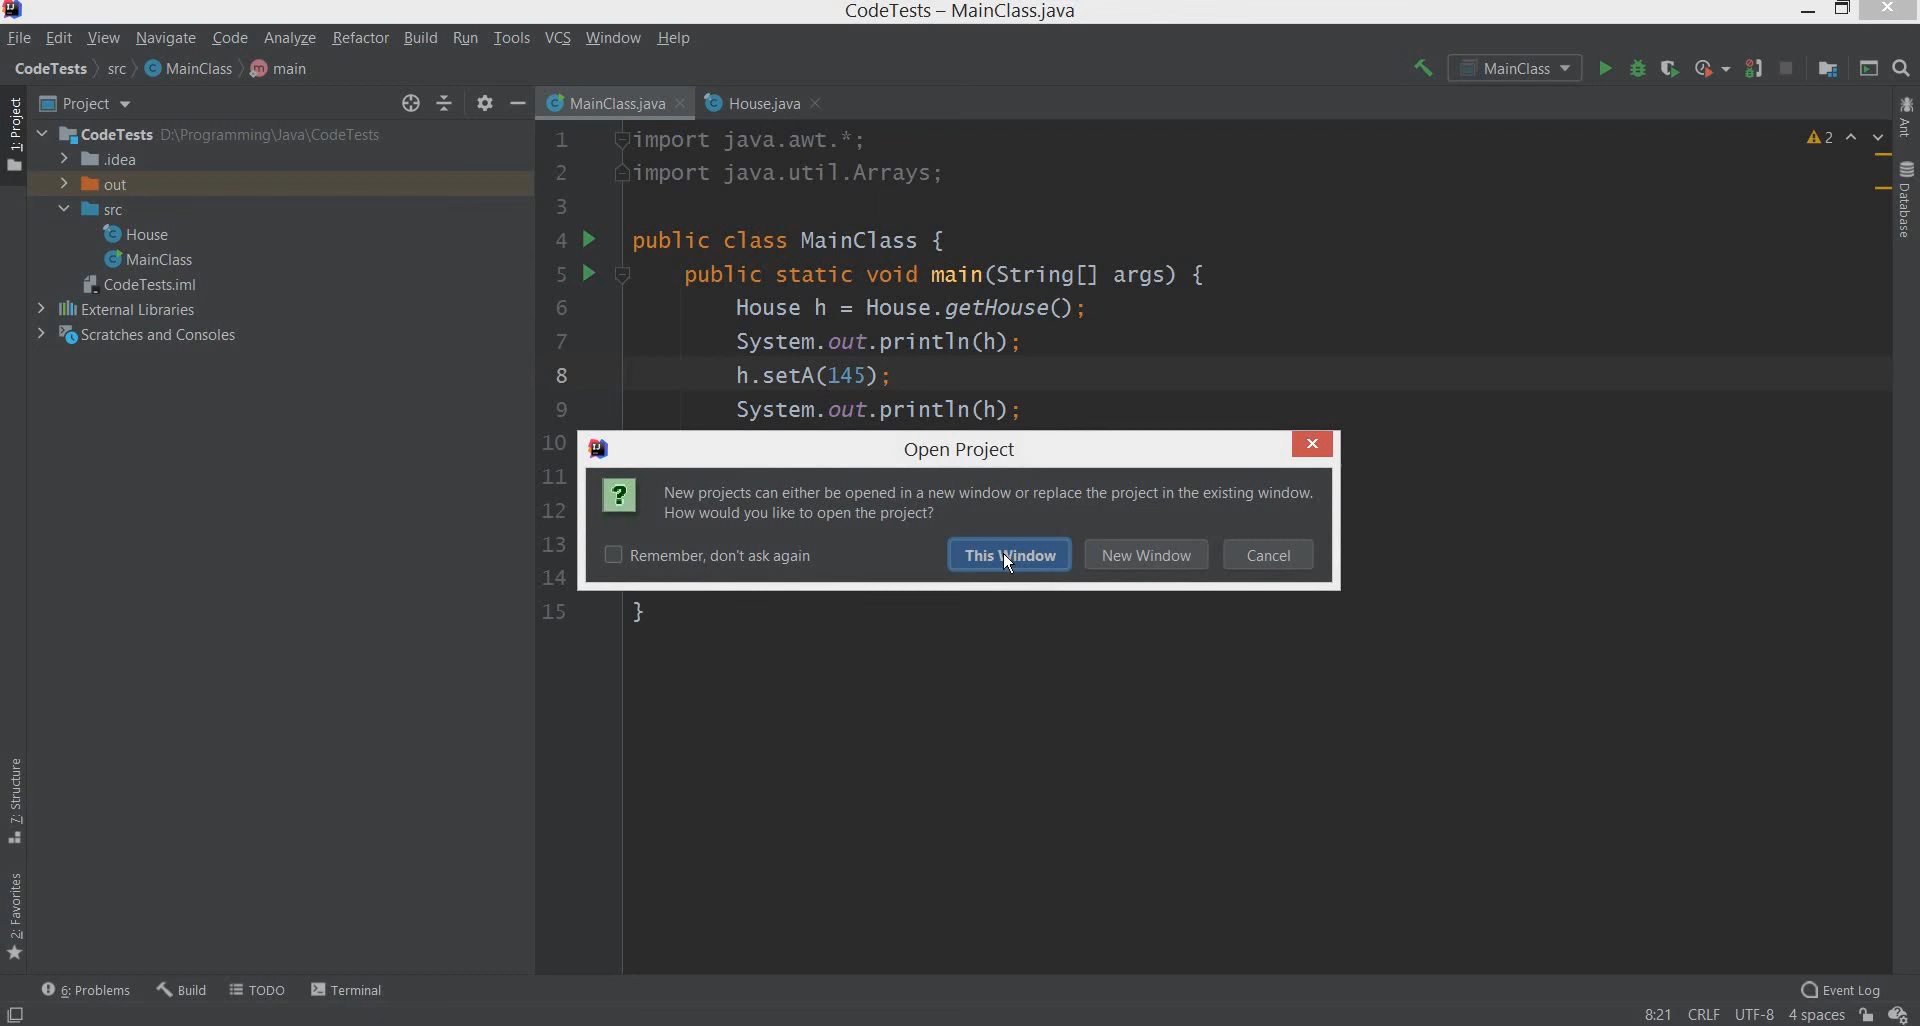 CodeTests – MainClass.java
File Edit View Navigate Code Analyze Refactor Build Run Tools VCS Window Help
CodeTests src MainClass main
MainClass
Project
MainClass.java
House.java
1: Project
CodeTests D:\Programming\Java\CodeTests
.idea
out
src
House
MainClass
CodeTests.iml
External Libraries
Scratches and Consoles
7: Structure
2: Favorites
1 import java.awt.*;
2 import java.util.Arrays;
3
4 public class MainClass {
5 public static void main(String[] args) {
6 House h = House.getHouse();
7 System.out.println(h);
8 h.setA(145);
9 System.out.println(h);
10
11
12
13
14
15 }
2
Ant
Database
Open Project
New projects can either be opened in a new window or replace the project in the existing window.
How would you like to open the project?
Remember, don't ask again
This Window
New Window
Cancel
6: Problems Build TODO Terminal
Event Log
8:21 CRLF UTF-8 4 spaces